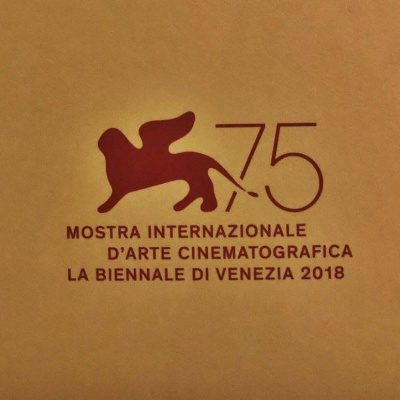 75
MOSTRA INTERNAZIONALE
D'ARTE CINEMATOGRAFICA
LA BIENNALE DI VENEZIA 2018